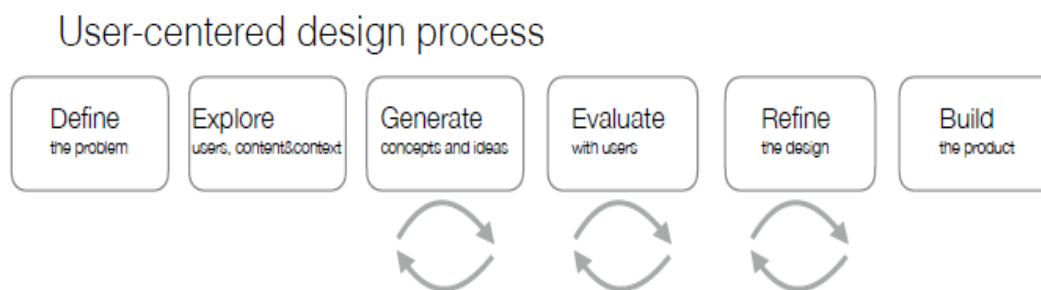 User-centered design process
Define
the problem
Explore
users, content&context
Generate
concepts and ideas
Evaluate
with users
Refine
the design
Build
the product